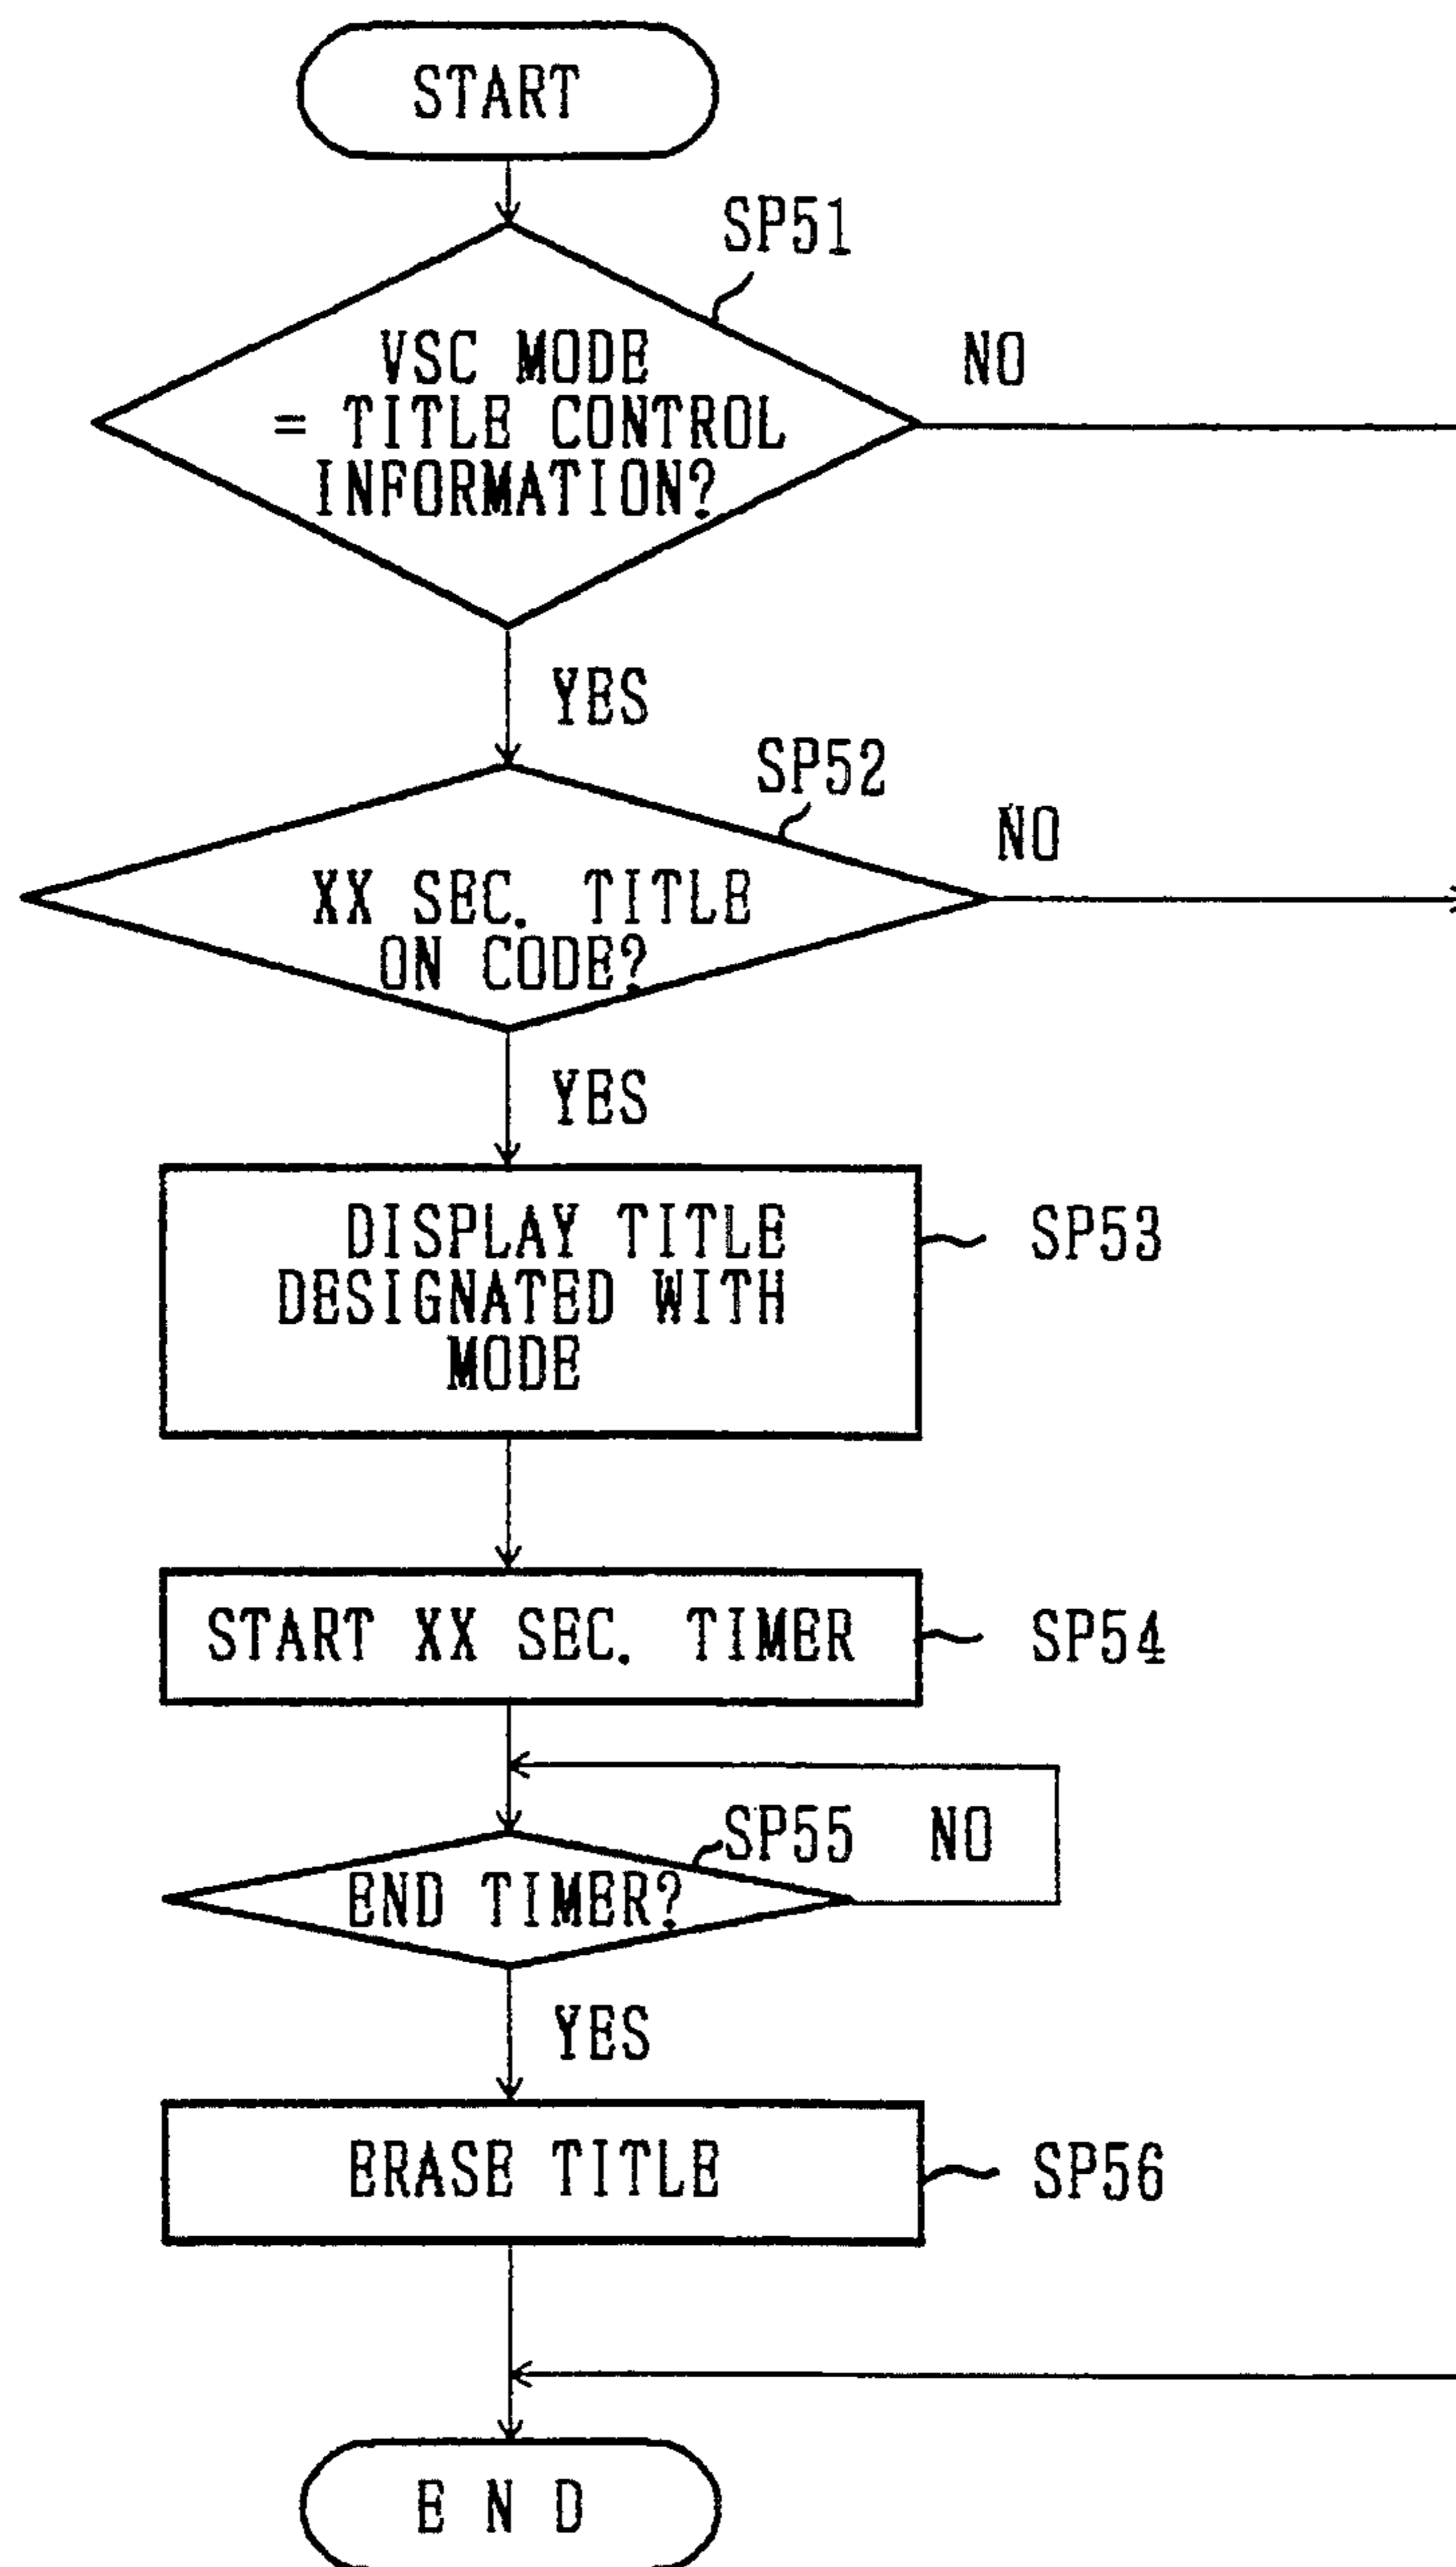 START
SP51
VSC MODE
= TITLE CONTROL
INFORMATION?
NO
YES
SP52
NO
XX SEC. TITLE
ON CODE?
YES
DISPLAY TITLE
DESIGNATED WITH
MODE
SP53
START XX SEC. TIMER
SP54
SP55 NO
END TIMER?
YES
ERASE TITLE
SP56
E N D